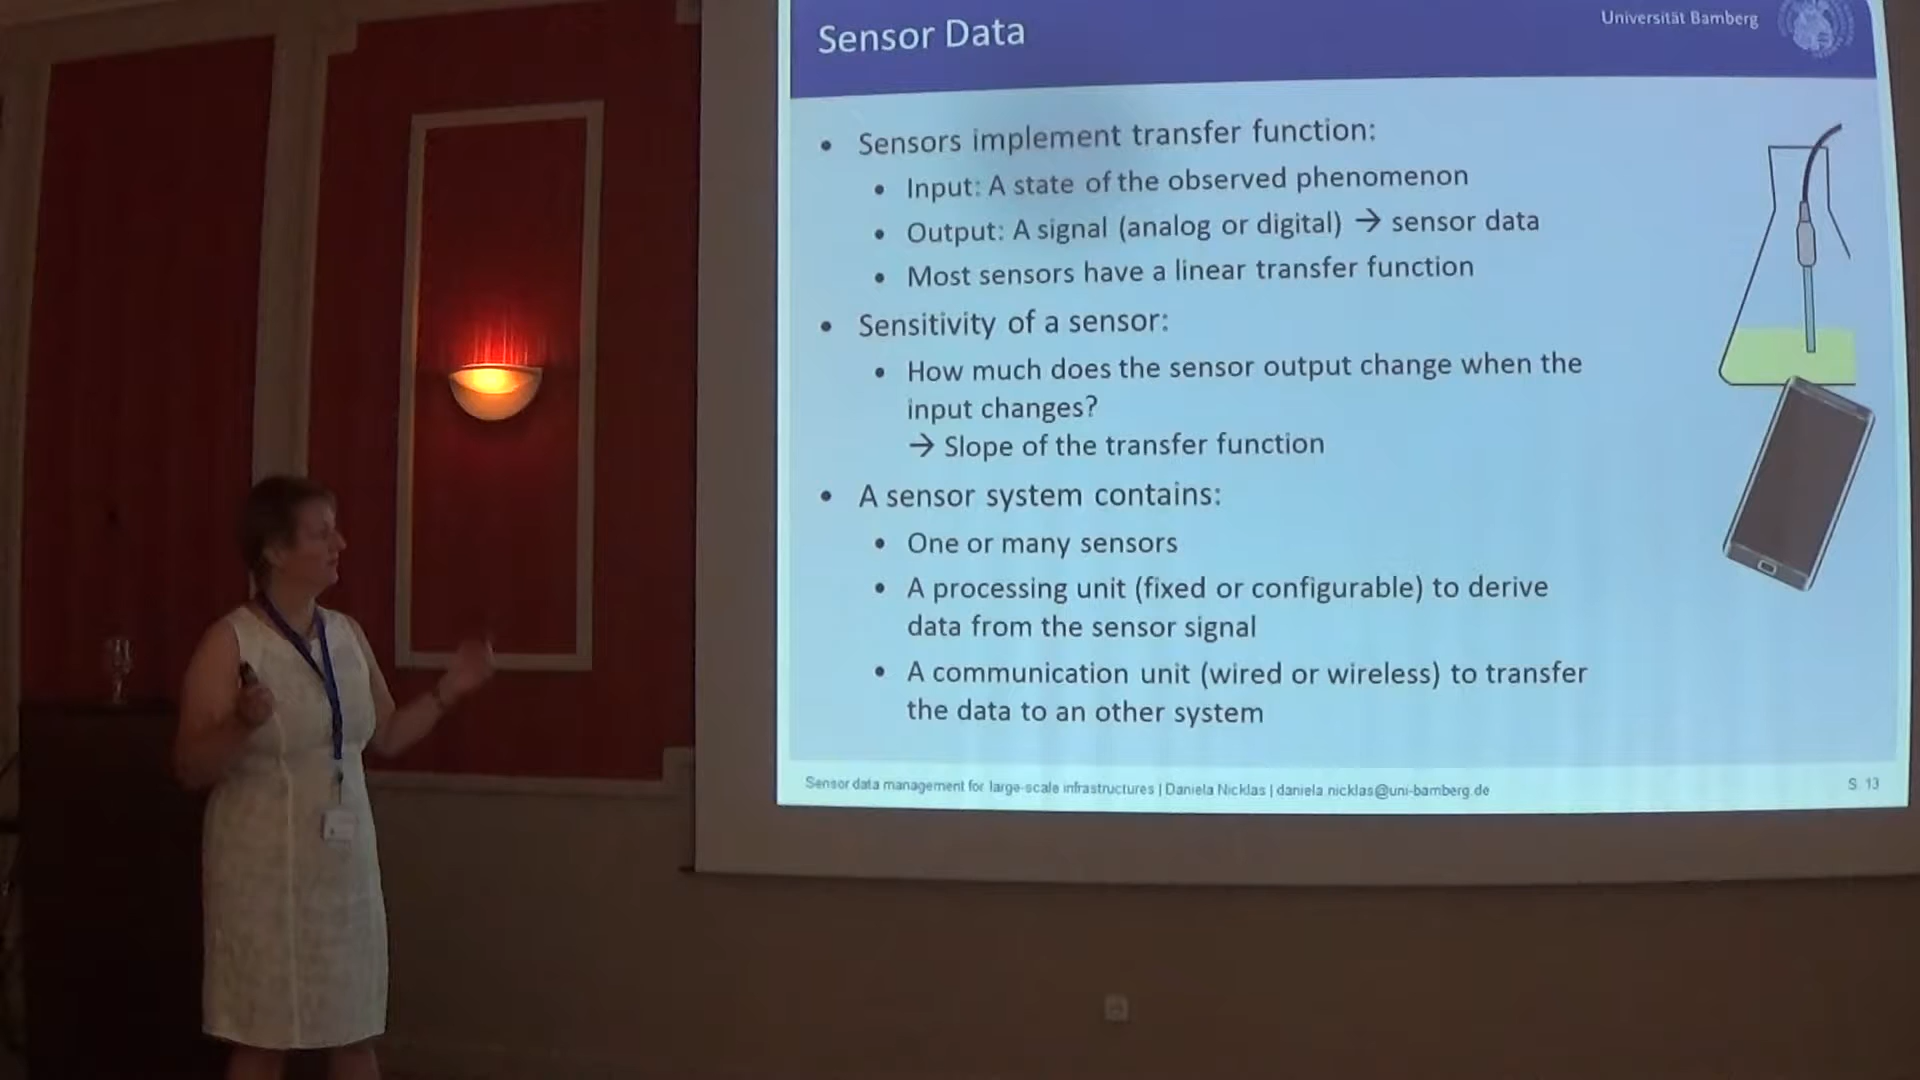 Sensor Data
Universität Bamberg
• Sensors implement transfer function:
• Input: A state of the observed phenomenon
• Output: A signal (analog or digital) → sensor data
• Most sensors have a linear transfer function
• Sensitivity of a sensor:
• How much does the sensor output change when the
input changes?
→ Slope of the transfer function
• A sensor system contains:
• One or many sensors
• A processing unit (fixed or configurable) to derive
data from the sensor signal
• A communication unit (wired or wireless) to transfer
the data to an other system
Sensor data management for large-scale infrastructures | Daniela Nicklas | daniela.nicklas@uni-bamberg.de
S. 13